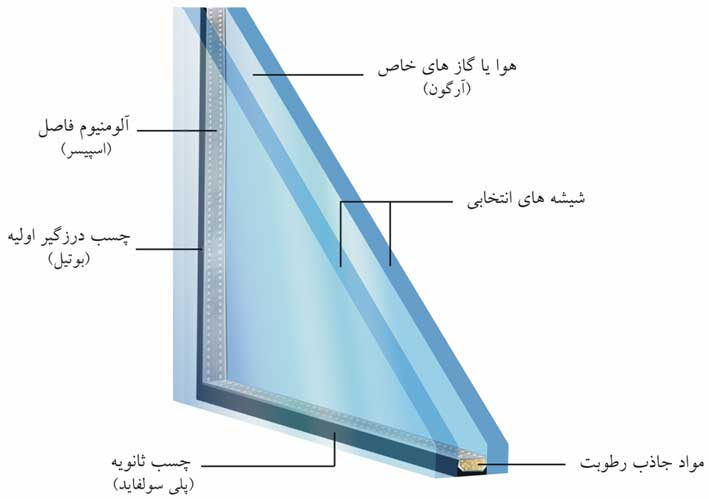 هوا یا گاز های خاص
(آرگون)
آلومنیوم فاصل
(اسپیسر)
شیشه های انتخابی
چسب درزگیر اولیه
(بوتیل)
چسب ثانویه
(پلی سولفاید)
مواد جاذب رطوبت